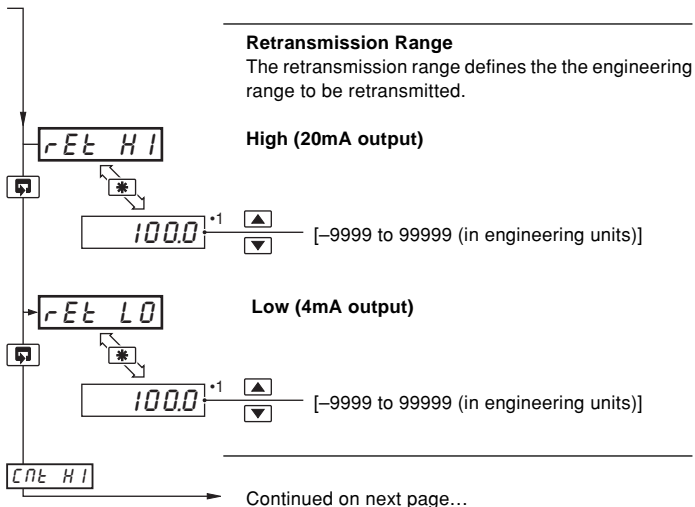 Retransmission Range
The retransmission range defines the the engineering
range to be retransmitted.
rEt HI
High (20mA output)
100.0 •1
[–9999 to 99999 (in engineering units)]
rEt LO
Low (4mA output)
100.0 •1
[–9999 to 99999 (in engineering units)]
CNt HI
Continued on next page…